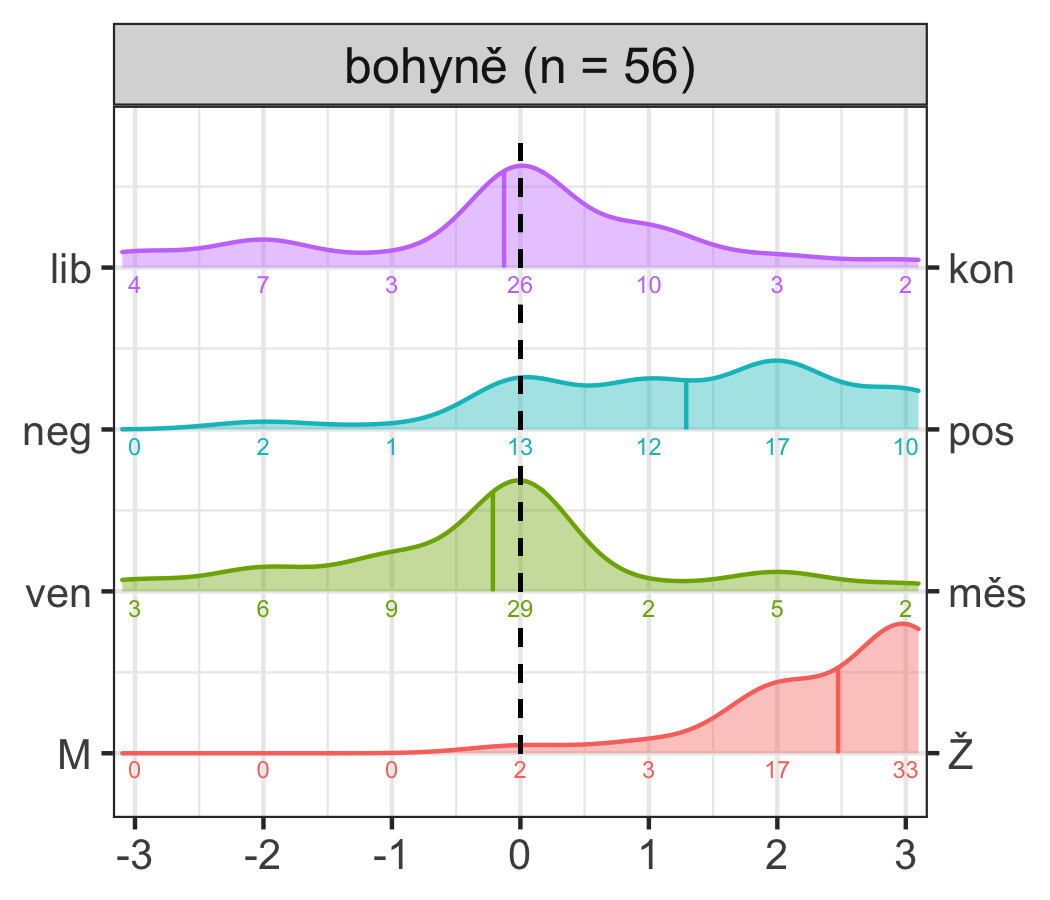 bohyně (n = 56)
lib kon
4 7 3 26 10 3 2
neg pos
0 2 1 13 12 17 10
ven měs
3 6 9 29 2 5 2
M Ž
0 0 0 2 3 17 33
-3 -2 -1 0 1 2 3